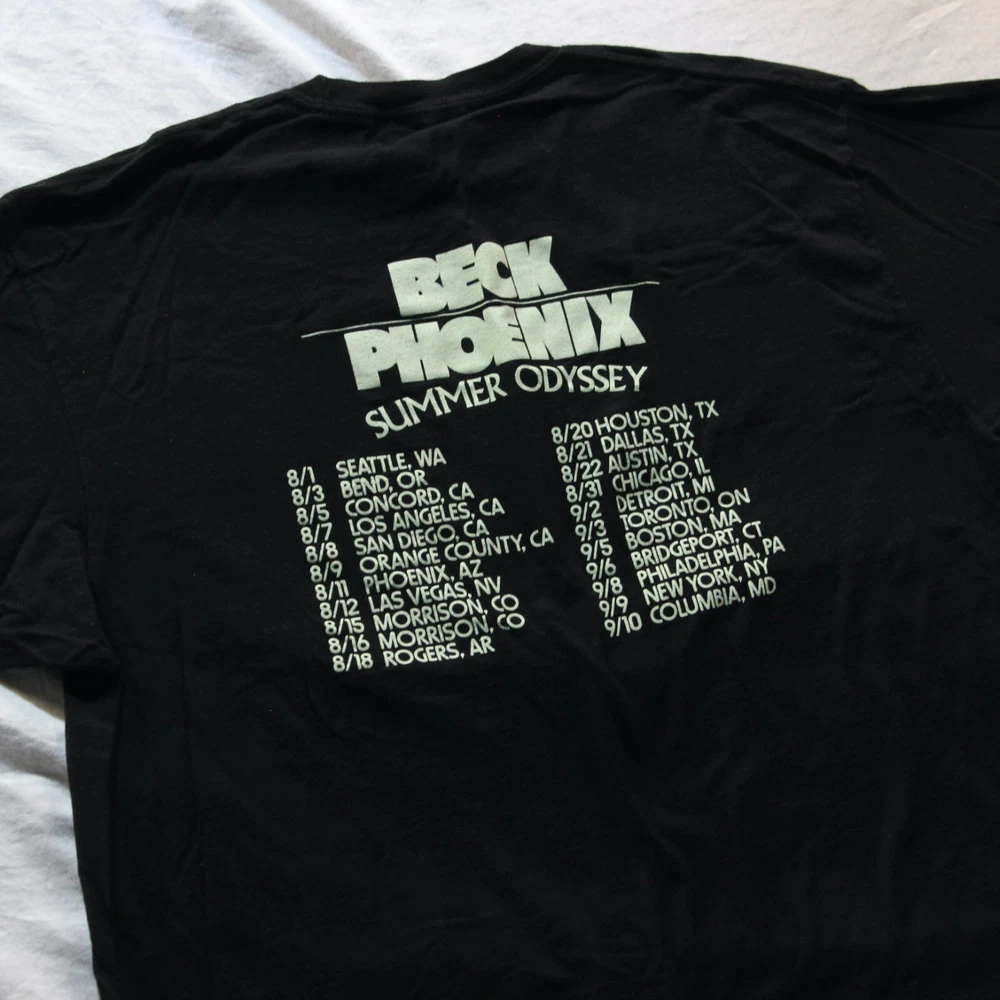 BECK
PHOENIX
SUMMER ODYSSEY
8/1 SEATTLE, WA
8/3 BEND, OR
8/5 CONCORD, CA
8/7 LOS ANGELES, CA
8/8 SAN DIEGO, CA
8/9 ORANGE COUNTY, CA
8/11 PHOENIX, AZ
8/12 LAS VEGAS, NV
8/15 MORRISON, CO
8/16 MORRISON, CO
8/18 ROGERS, AR
8/20 HOUSTON, TX
8/21 DALLAS, TX
8/22 AUSTIN, TX
8/31 CHICAGO, IL
9/2 DETROIT, MI
9/3 TORONTO, ON
9/5 BOSTON, MA
9/6 BRIDGEPORT, CT
9/8 PHILADELPHIA, PA
9/9 NEW YORK, NY
9/10 COLUMBIA, MD